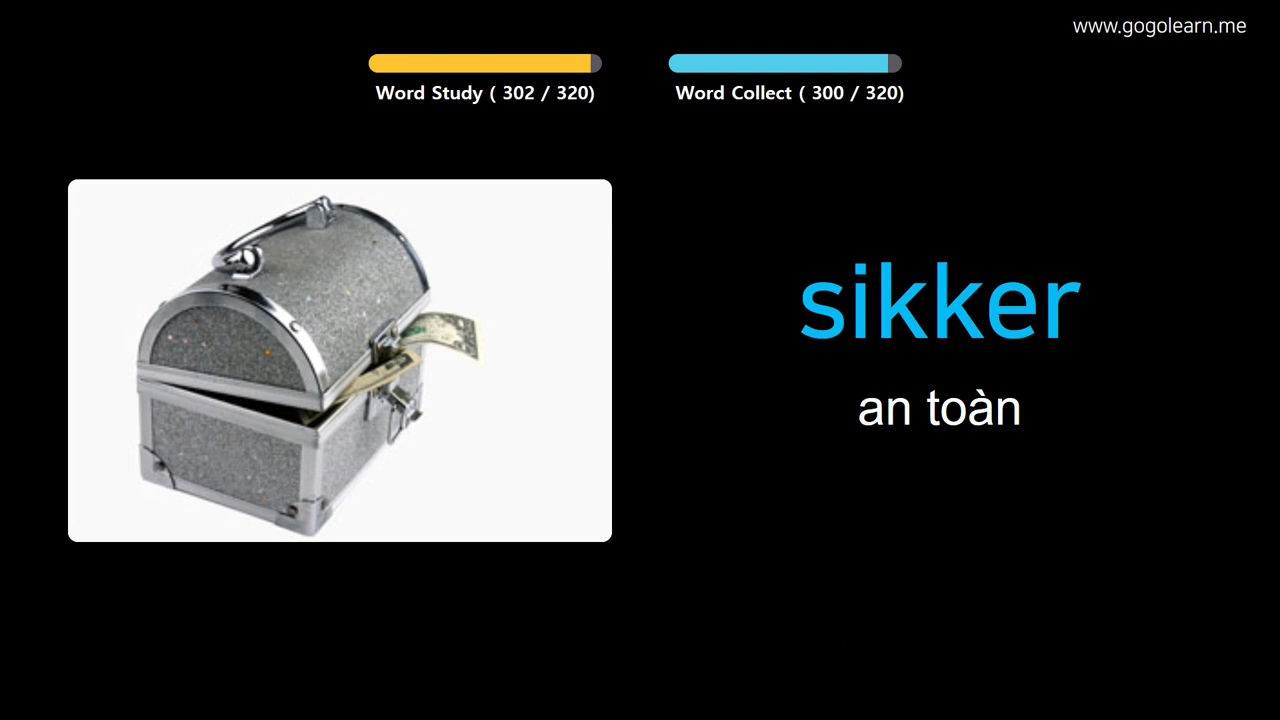 www.gogolearn.me
Word Study ( 302 / 320)
Word Collect ( 300 / 320)
sikker
an toàn